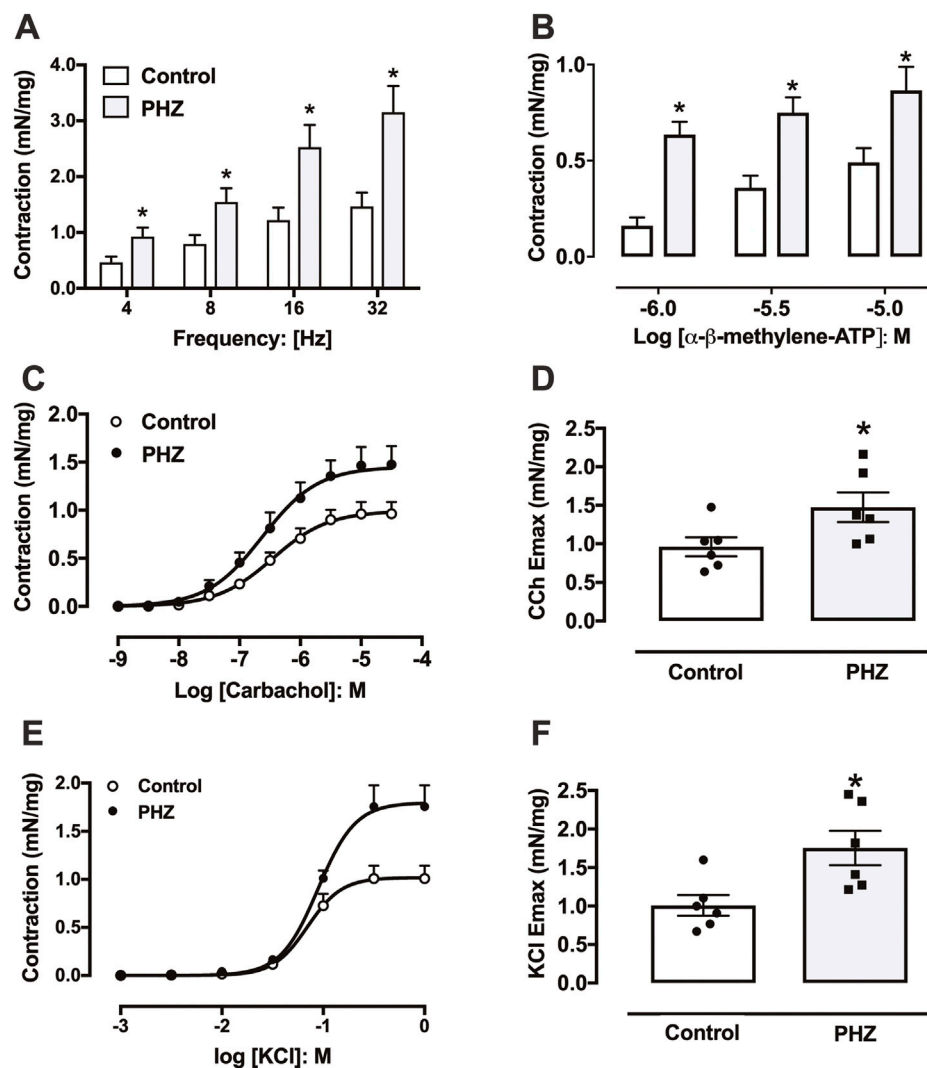 A
Contraction (mN/mg)
4.0
3.0
2.0
1.0
0.0
Control
PHZ
*
*
*
*
4
8
16
32
Frequency: [Hz]
B
Contraction (mN/mg)
1.0
0.5
0.0
*
*
*
-6.0
-5.5
-5.0
Log [α-β-methylene-ATP]: M
C
Contraction (mN/mg)
2.0
1.5
1.0
0.5
0.0
Control
PHZ
-9
-8
-7
-6
-5
-4
Log [Carbachol]: M
D
CCh Emax (mN/mg)
2.5
2.0
1.5
1.0
0.5
0.0
*
Control
PHZ
E
Contraction (mN/mg)
2.0
1.5
1.0
0.5
0.0
Control
PHZ
-3
-2
-1
0
log [KCl]: M
F
KCl Emax (mN/mg)
2.5
2.0
1.5
1.0
0.5
0.0
*
Control
PHZ